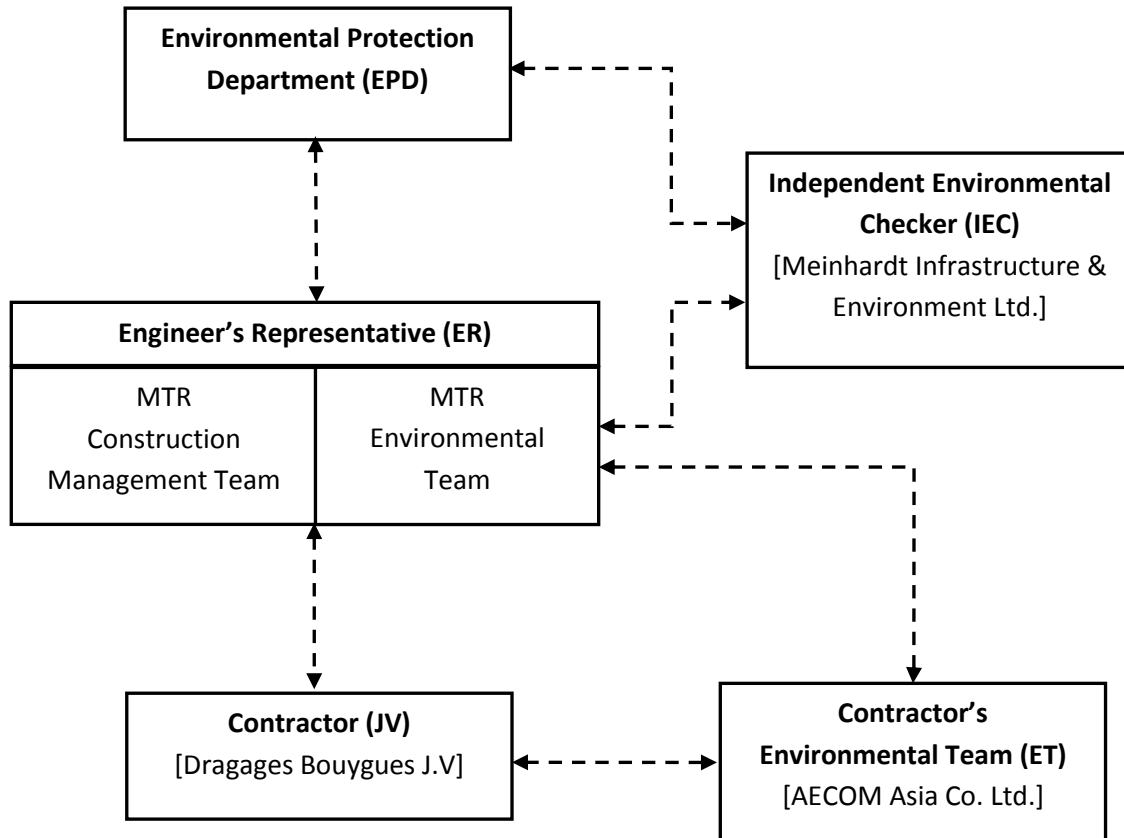 Environmental Protection
Department (EPD)
Independent Environmental
Checker (IEC)
[Meinhardt Infrastructure &
Environment Ltd.]
Engineer’s Representative (ER)
MTR
Construction
Management Team
MTR
Environmental
Team
Contractor (JV)
[Dragages Bouygues J.V]
Contractor’s
Environmental Team (ET)
[AECOM Asia Co. Ltd.]